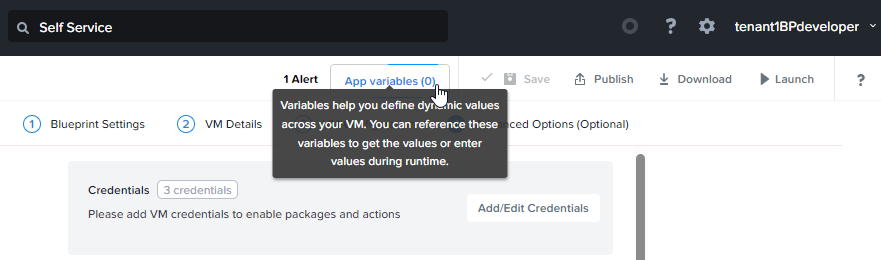 Self Service
? tenant1BPdeveloper
1 Alert App variables (0) Save Publish Download Launch ?
Variables help you define dynamic values
across your VM. You can reference these
variables to get the values or enter
values during runtime.
1 Blueprint Settings 2 VM Details nced Options (Optional)
Credentials 3 credentials
Please add VM credentials to enable packages and actions
Add/Edit Credentials